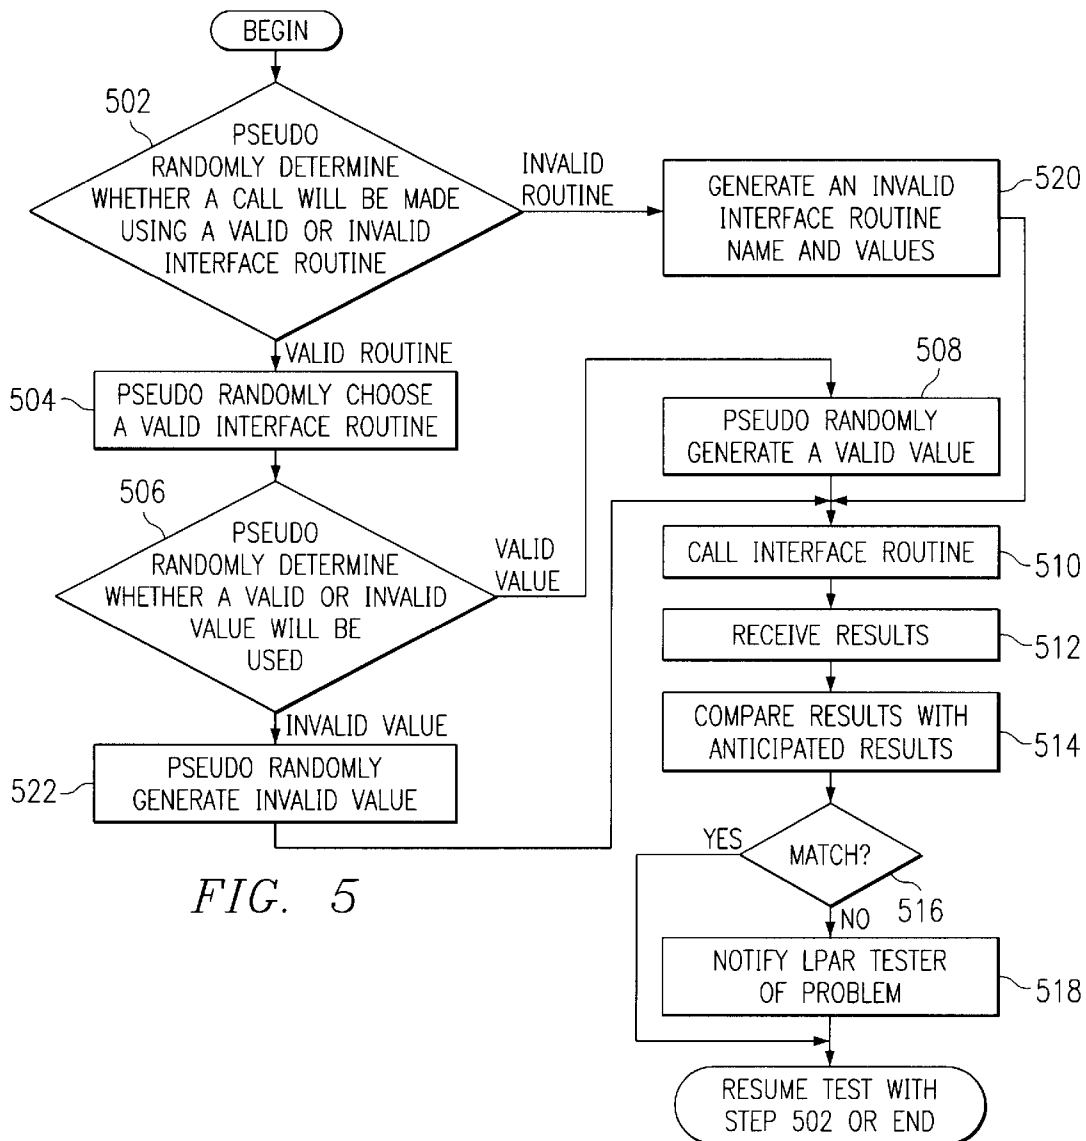 BEGIN
502
PSEUDO
RANDOMLY DETERMINE
WHETHER A CALL WILL BE MADE
USING A VALID OR INVALID
INTERFACE ROUTINE
INVALID
ROUTINE
GENERATE AN INVALID
INTERFACE ROUTINE
NAME AND VALUES
520
VALID ROUTINE
504
PSEUDO RANDOMLY CHOOSE
A VALID INTERFACE ROUTINE
506
PSEUDO
RANDOMLY DETERMINE
WHETHER A VALID OR INVALID
VALUE WILL BE
USED
VALID
VALUE
508
PSEUDO RANDOMLY
GENERATE A VALID VALUE
INVALID VALUE
522
PSEUDO RANDOMLY
GENERATE INVALID VALUE
CALL INTERFACE ROUTINE
510
RECEIVE RESULTS
512
COMPARE RESULTS WITH
ANTICIPATED RESULTS
514
YES
MATCH?
516
NO
NOTIFY LPAR TESTER
OF PROBLEM
518
RESUME TEST WITH
STEP 502 OR END
FIG. 5